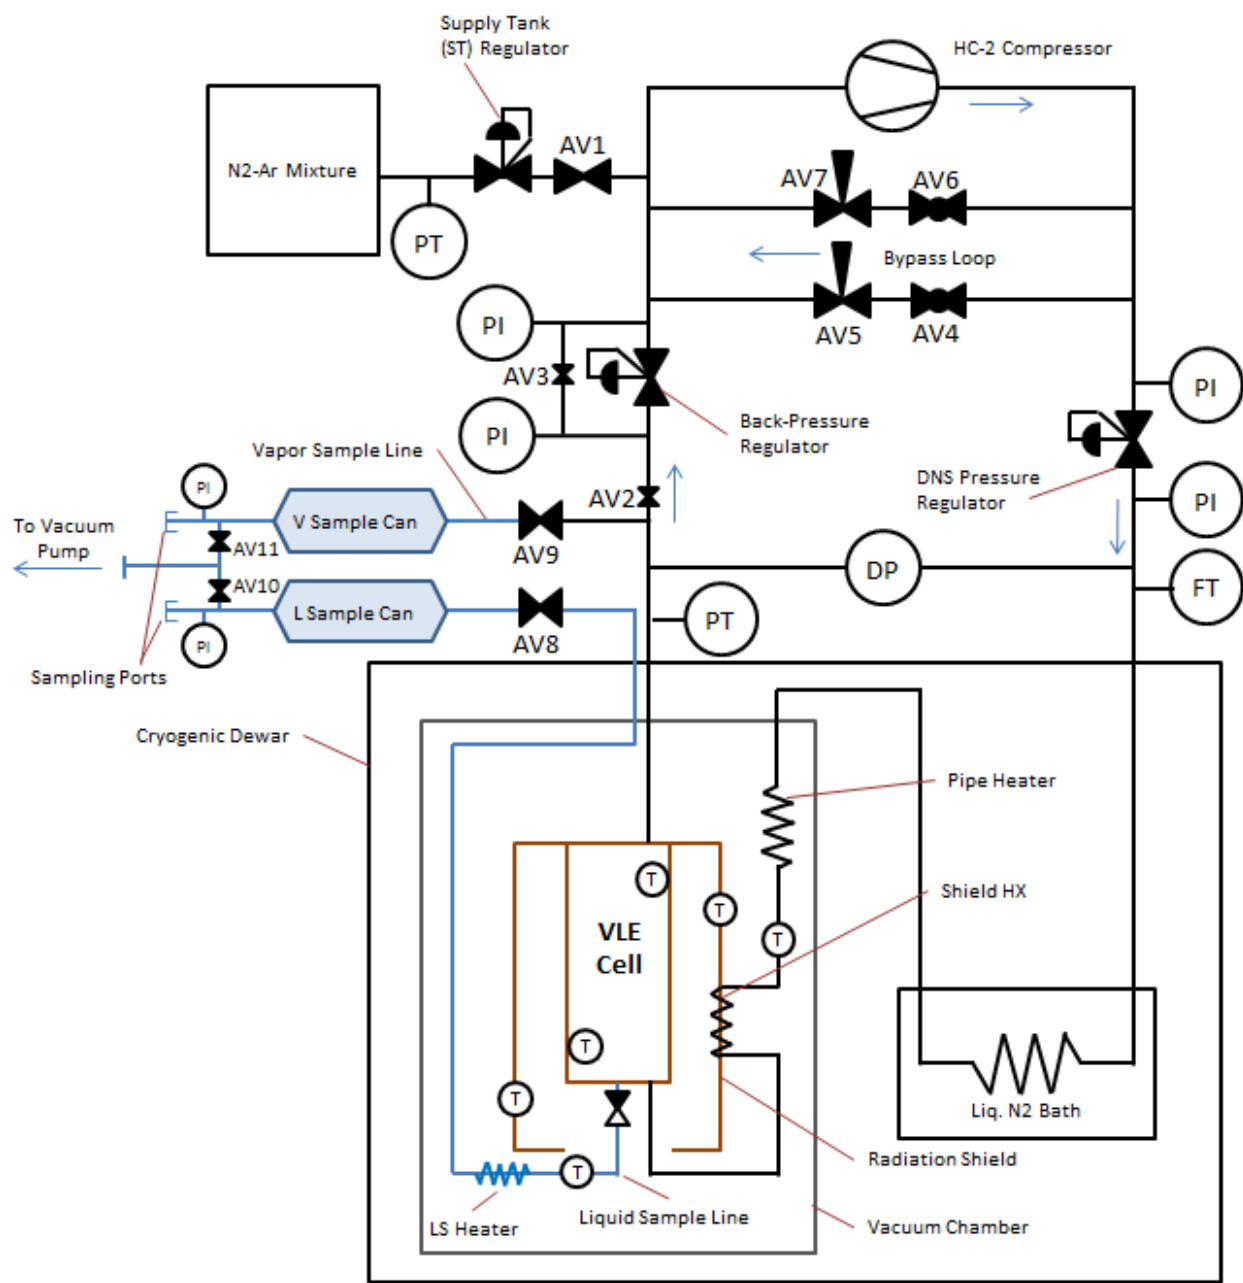 Supply Tank
(ST) Regulator
HC-2 Compressor
N2-Ar Mixture
AV1
PT
AV7
AV6
Bypass Loop
AV5
AV4
PI
AV3
PI
Back-Pressure
Regulator
PI
DNS Pressure
Regulator
PI
Vapor Sample Line
AV2
PI
To Vacuum
Pump
V Sample Can
AV9
AV11
AV10
DP
FT
L Sample Can
AV8
PT
PI
Sampling Ports
Cryogenic Dewar
Pipe Heater
T
T
Shield HX
VLE
Cell
T
T
T
Liq. N2 Bath
T
Radiation Shield
LS Heater
Liquid Sample Line
Vacuum Chamber